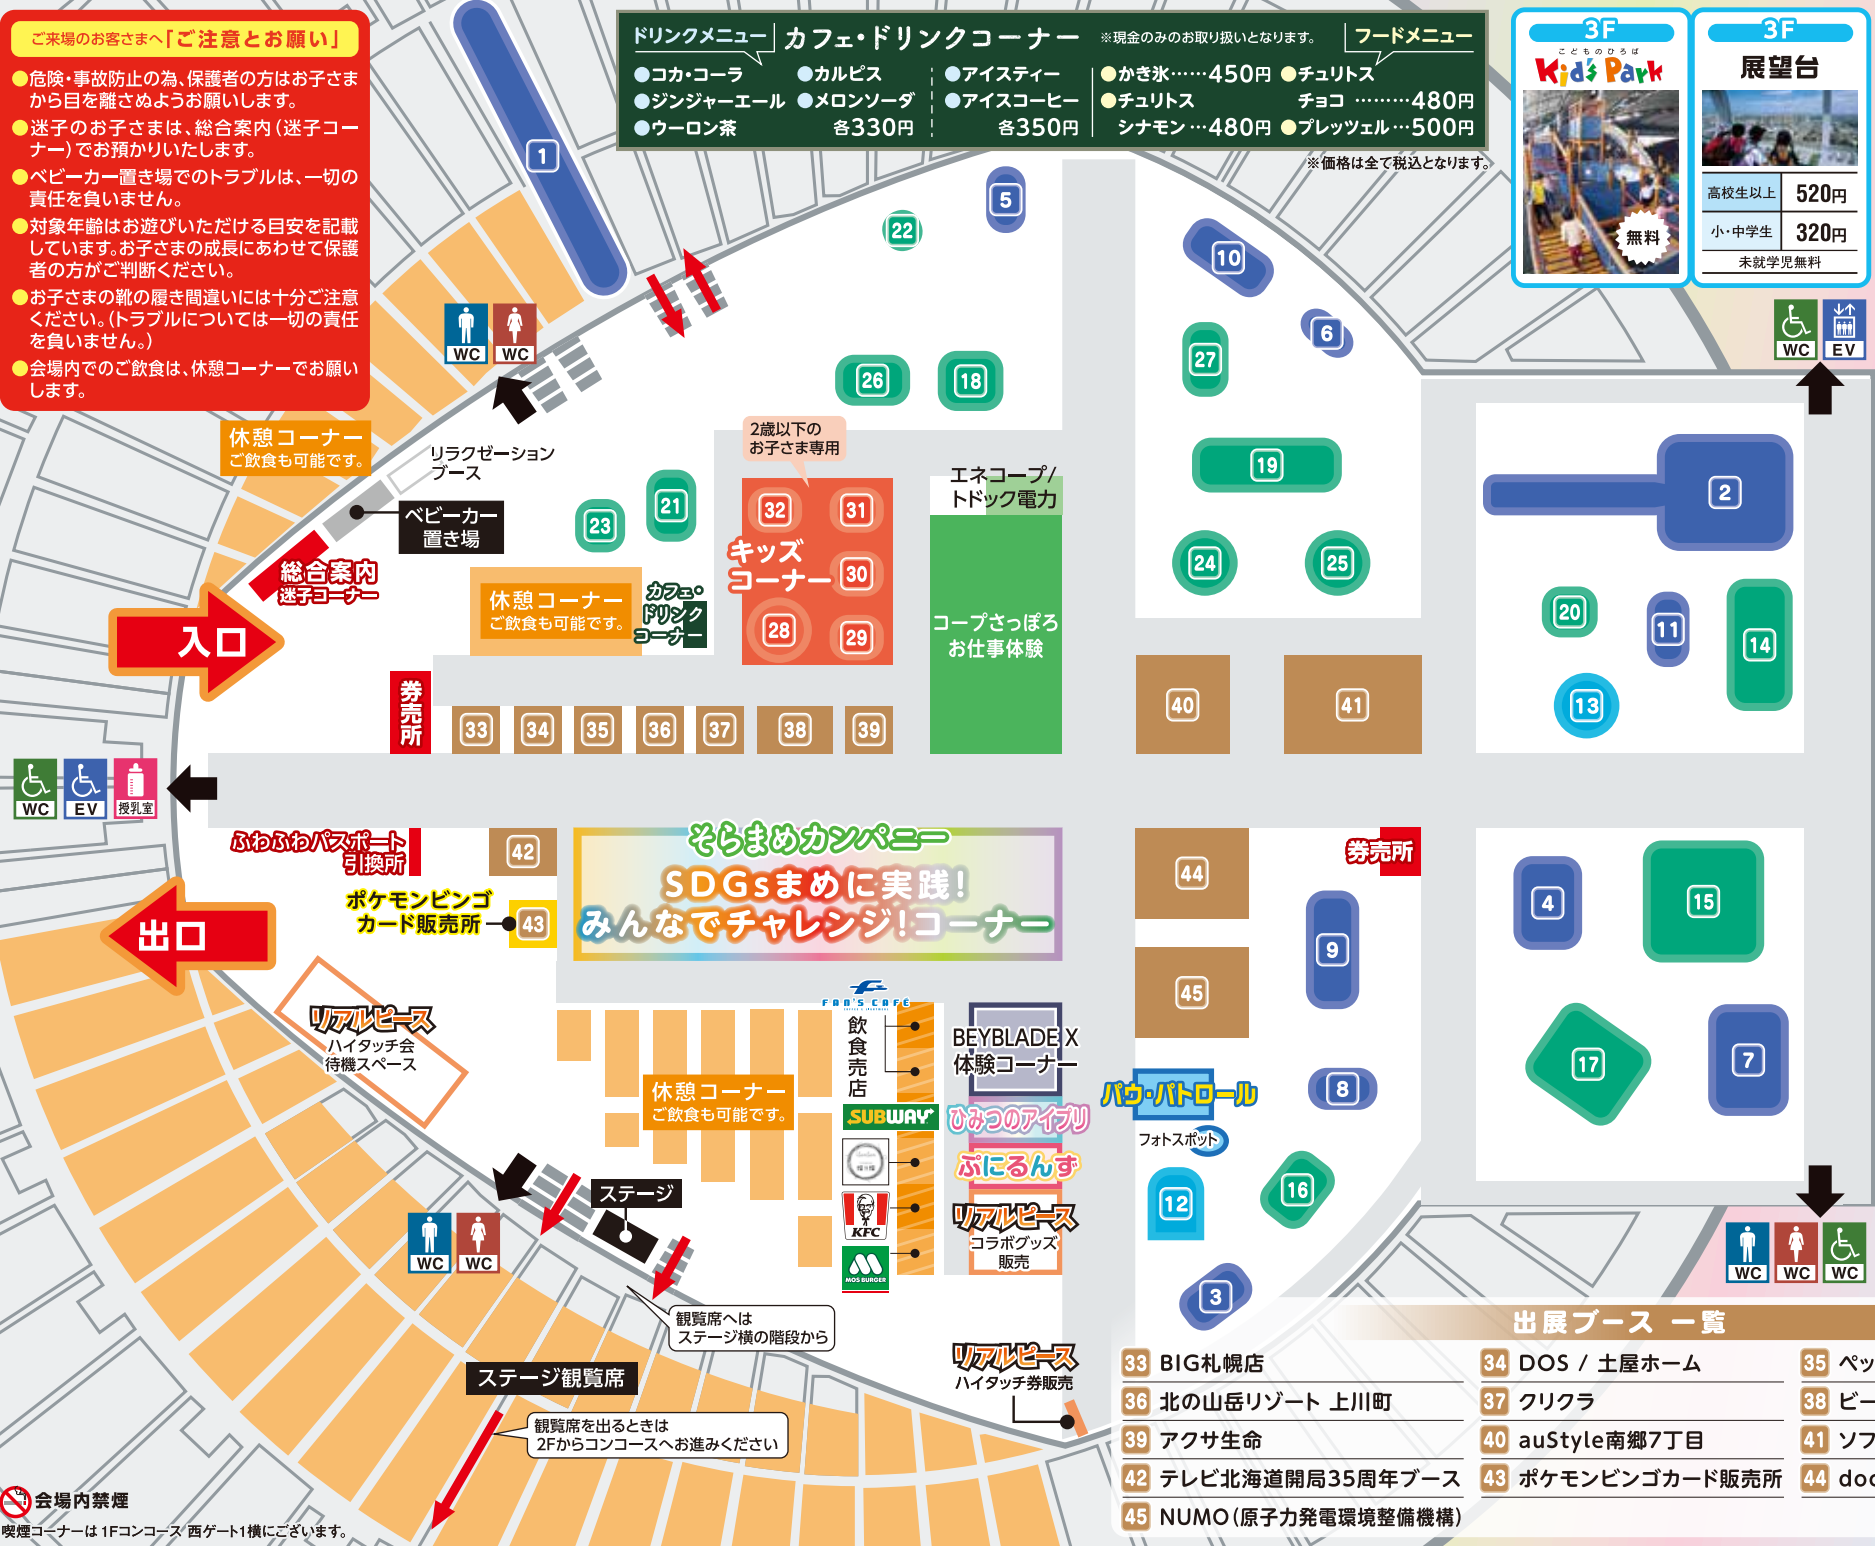 ご来場のお客さまへ「ご注意とお願い」
●危険・事故防止の為、保護者の方はお子さま
から目を離さぬようお願いします。
●迷子のお子さまは、総合案内（迷子コー
ナー）でお預かりいたします。
●ベビーカー置き場でのトラブルは、一切の
責任を負いません。
●対象年齢はお遊びいただける目安を記載
しています。お子さまの成長にあわせて保護
者の方がご判断ください。
●お子さまの靴の履き間違いには十分ご注意
ください。（トラブルについては一切の責任
を負いません。）
●会場内でのご飲食は、休憩コーナーでお願い
します。
ドリンクメニュー
カフェ・ドリンクコーナー
※現金のみのお取り扱いとなります。
フードメニュー
●コカ・コーラ
●カルピス
●ジンジャーエール
●メロンソーダ
●ウーロン茶
各330円
●アイスティー
●アイスコーヒー
各350円
●かき氷……450円
●チュリトス
シナモン…480円
●チュリトス
チョコ………480円
●プレッツェル…500円
※価格は全て税込となります。
3F
こどものひろば
Kid's Park
無料
3F
展望台
高校生以上 520円
小・中学生 320円
未就学児無料
WC
EV
1
5
22
10
6
27
26
18
19
24
25
2
20
11
14
13
WC
WC
休憩コーナー
ご飲食も可能です。
リラクゼーション
ブース
ベビーカー
置き場
総合案内
迷子コーナー
入口
23
21
休憩コーナー
ご飲食も可能です。
カフェ・
ドリンク
コーナー
2歳以下の
お子さま専用
32
31
キッズ
コーナー
30
28
29
エネコープ/
トドック電力
コープさっぽろ
お仕事体験
券売所
33
34
35
36
37
38
39
40
41
WC
EV
授乳室
ふわふわパスポート
引換所
42
ポケモンビンゴ
カード販売所
43
出口
そらまめカンパニー
SDGsまめに実践！
みんなでチャレンジ！コーナー
44
45
券売所
9
4
15
17
7
8
16
12
3
リアルピース
ハイタッチ会
待機スペース
休憩コーナー
ご飲食も可能です。
FAN'S CAFÉ
飲食売店
SUBWAY
KFC
MOS BURGER
BEYBLADE X
体験コーナー
ひみつのアイプリ
ぷにるんず
リアルピース
コラボグッズ
販売
パウ・パトロール
フォトスポット
ステージ
WC
WC
観覧席へは
ステージ横の階段から
ステージ観覧席
観覧席を出るときは
2Fからコンコースへお進みください
リアルピース
ハイタッチ券販売
WC
WC
WC
会場内禁煙
喫煙コーナーは 1Fコンコース 西ゲート1横にございます。
出展ブース 一覧
33 BIG札幌店
34 DOS / 土屋ホーム
35 ペッ
36 北の山岳リゾート 上川町
37 クリクラ
38 ビー
39 アクサ生命
40 auStyle南郷7丁目
41 ソフ
42 テレビ北海道開局35周年ブース
43 ポケモンビンゴカード販売所
44 doc
45 NUMO（原子力発電環境整備機構）